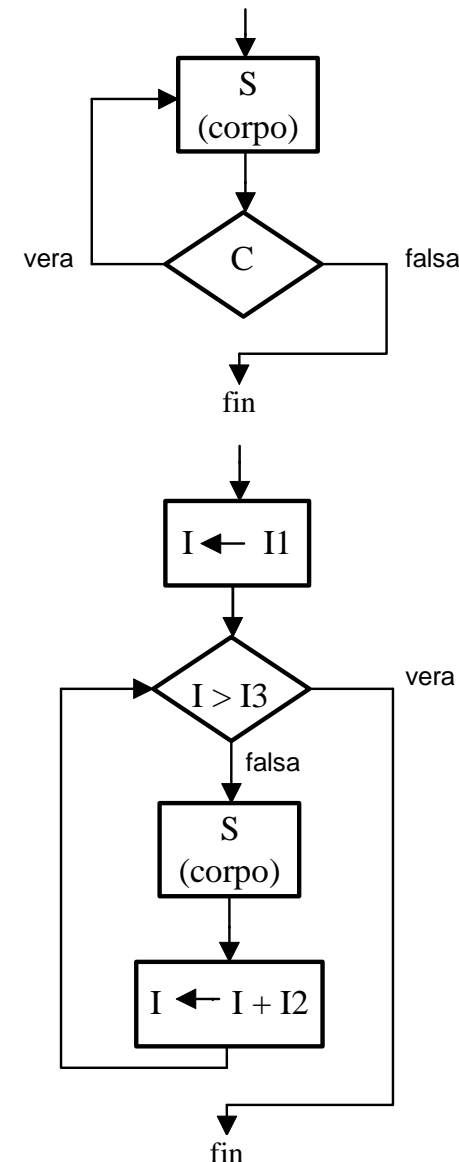 S
(corpo)
vera
C
falsa
fin
I ← I1
I > I3
vera
falsa
S
(corpo)
I ← I + I2
fin